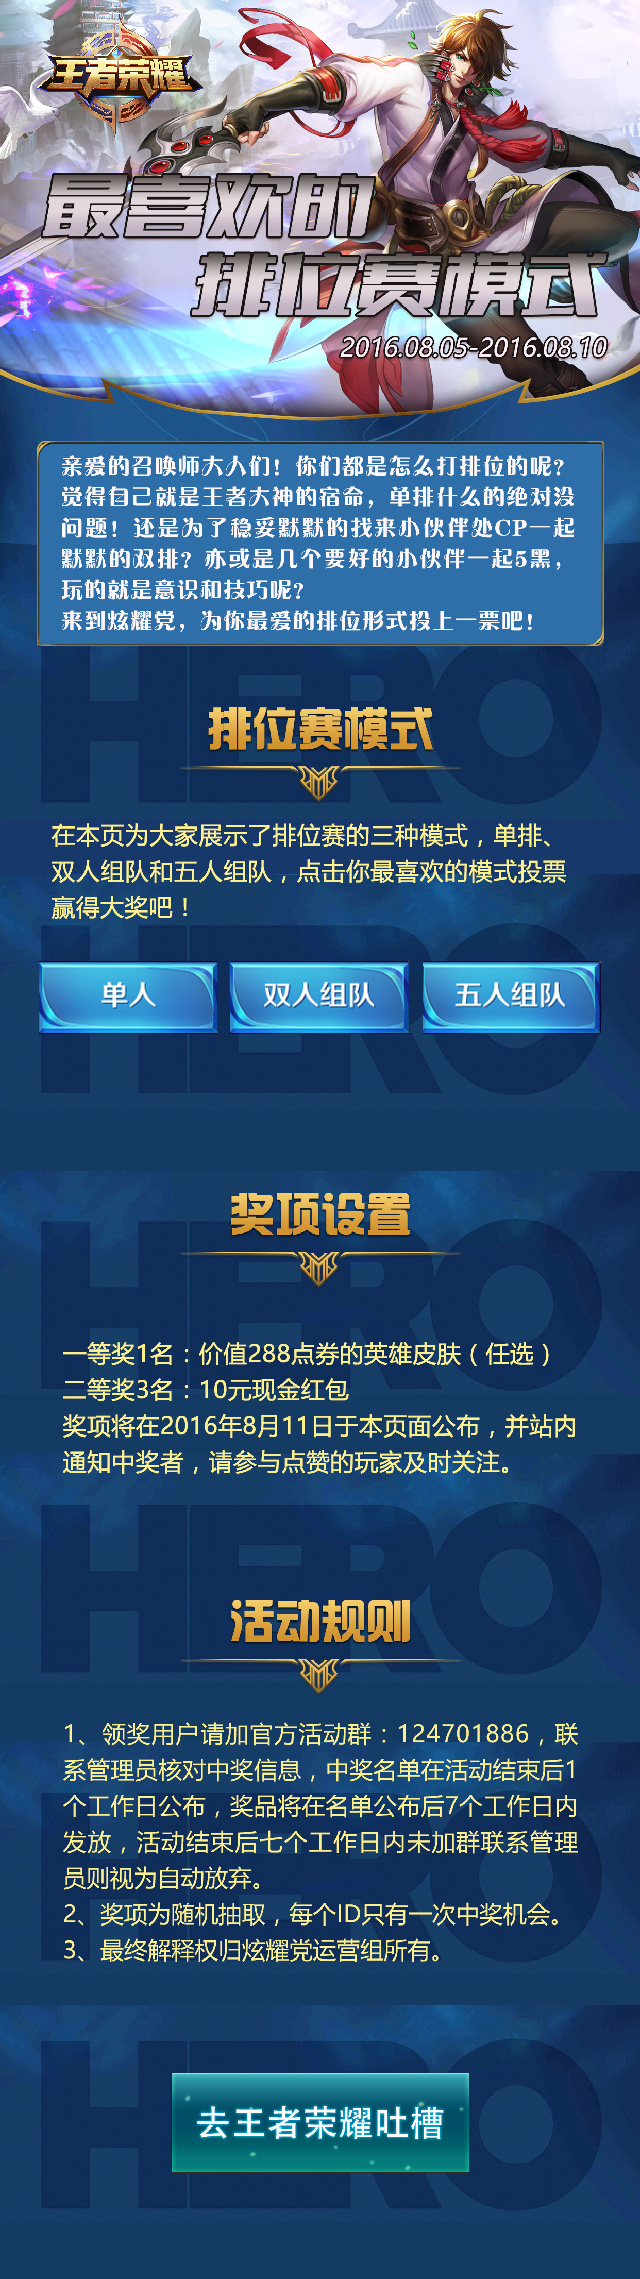 王者荣耀
最喜欢的
排位赛模式
2016.08.05-2016.08.10
亲爱的召唤师大人们！你们都是怎么打排位的呢？
觉得自己就是王者大神的宿命，单排什么的绝对没
问题！还是为了稳妥默默的找来小伙伴处CP一起
默默的双排？亦或是几个要好的小伙伴一起5黑，
玩的就是意识和技巧呢？
来到炫耀党，为你最爱的排位形式投上一票吧！
HERO
排位赛模式
在本页为大家展示了排位赛的三种模式，单排、
双人组队和五人组队，点击你最喜欢的模式投票
赢得大奖吧！
HERO
单人 双人组队 五人组队
奖项设置
HERO
一等奖1名：价值288点券的英雄皮肤（任选）
二等奖3名：10元现金红包
奖项将在2016年8月11日于本页面公布，并站内
通知中奖者，请参与点赞的玩家及时关注。
HERO
活动规则
1、领奖用户请加官方活动群：124701886，联
系管理员核对中奖信息，中奖名单在活动结束后1
个工作日公布，奖品将在名单公布后7个工作日内
发放，活动结束后七个工作日内未加群联系管理
员则视为自动放弃。
2、奖项为随机抽取，每个ID只有一次中奖机会。
3、最终解释权归炫耀党运营组所有。
HERO
去王者荣耀吐槽